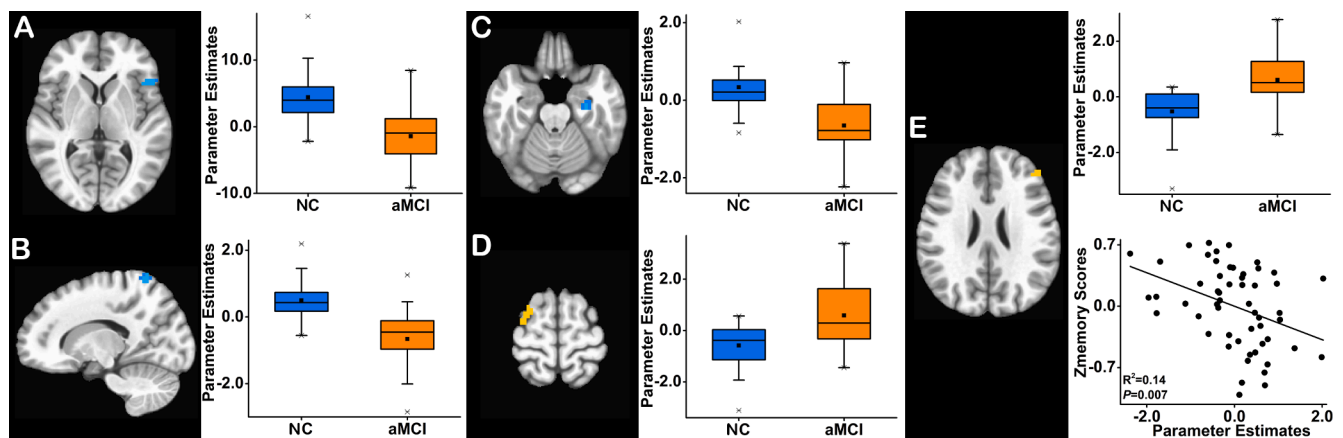 A
Parameter Estimates
10.0
0.0
-10.0
NC
aMCI
B
Parameter Estimates
2.0
0.0
-2.0
NC
aMCI
C
Parameter Estimates
2.0
0.0
-2.0
NC
aMCI
D
Parameter Estimates
2.0
0.0
-2.0
NC
aMCI
E
Parameter Estimates
2.0
0.0
-2.0
NC
aMCI
Zmemory Scores
0.7
0.0
-0.7
R²=0.14
P=0.007
-2.0
0.0
2.0
Parameter Estimates